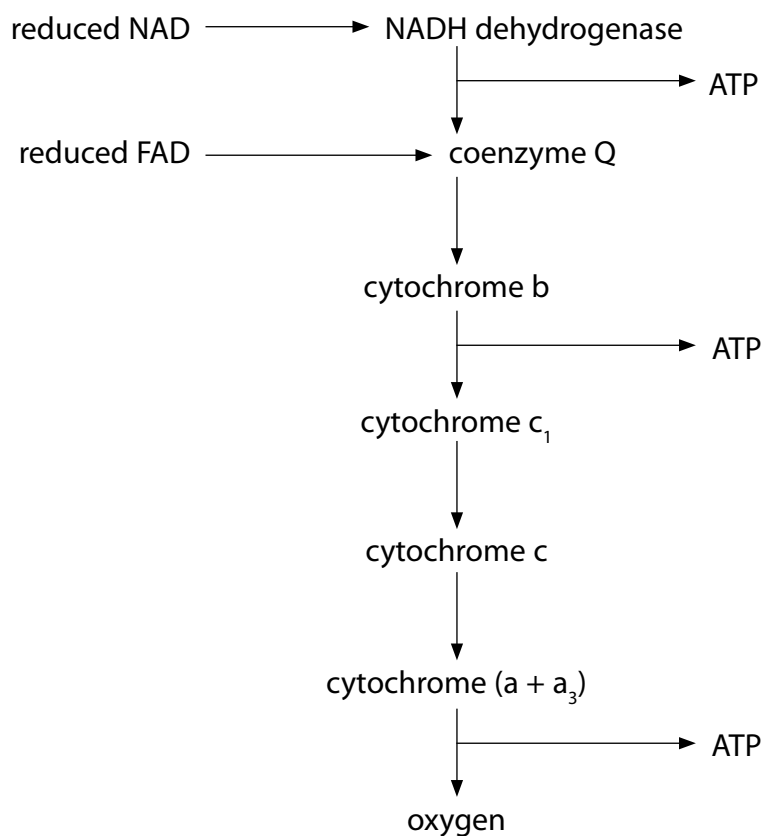 reduced NAD
NADH dehydrogenase
ATP
reduced FAD
coenzyme Q
cytochrome b
ATP
cytochrome c₁
cytochrome c
cytochrome (a + a₃)
ATP
oxygen